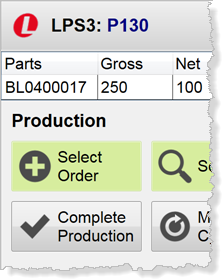 LPS3: P130
Parts Gross Net
BL0400017 250 100
Production
Select
Order
Complete
Production